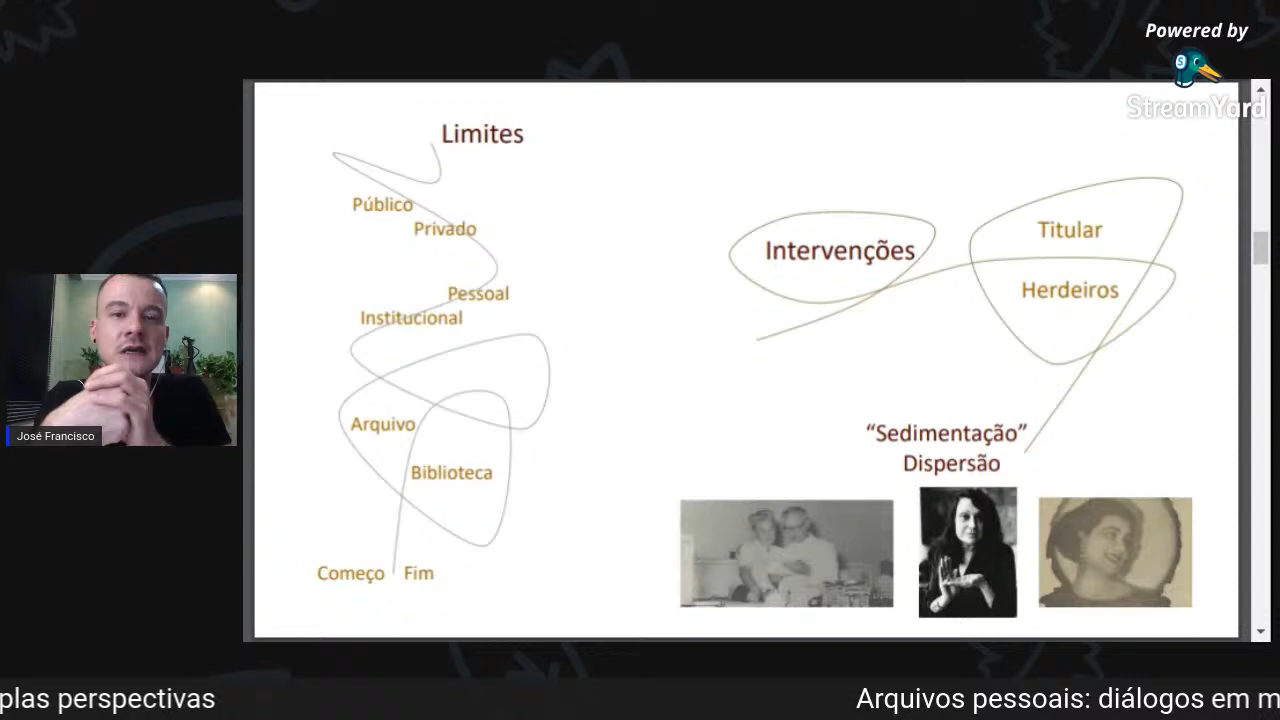 Powered by
StreamYard
Limites
Público
Privado
Pessoal
Institucional
Arquivo
Biblioteca
Começo Fim
Intervenções
Titular
Herdeiros
“Sedimentação”
Dispersão
José Francisco
plas perspectivas
Arquivos pessoais: diálogos em m